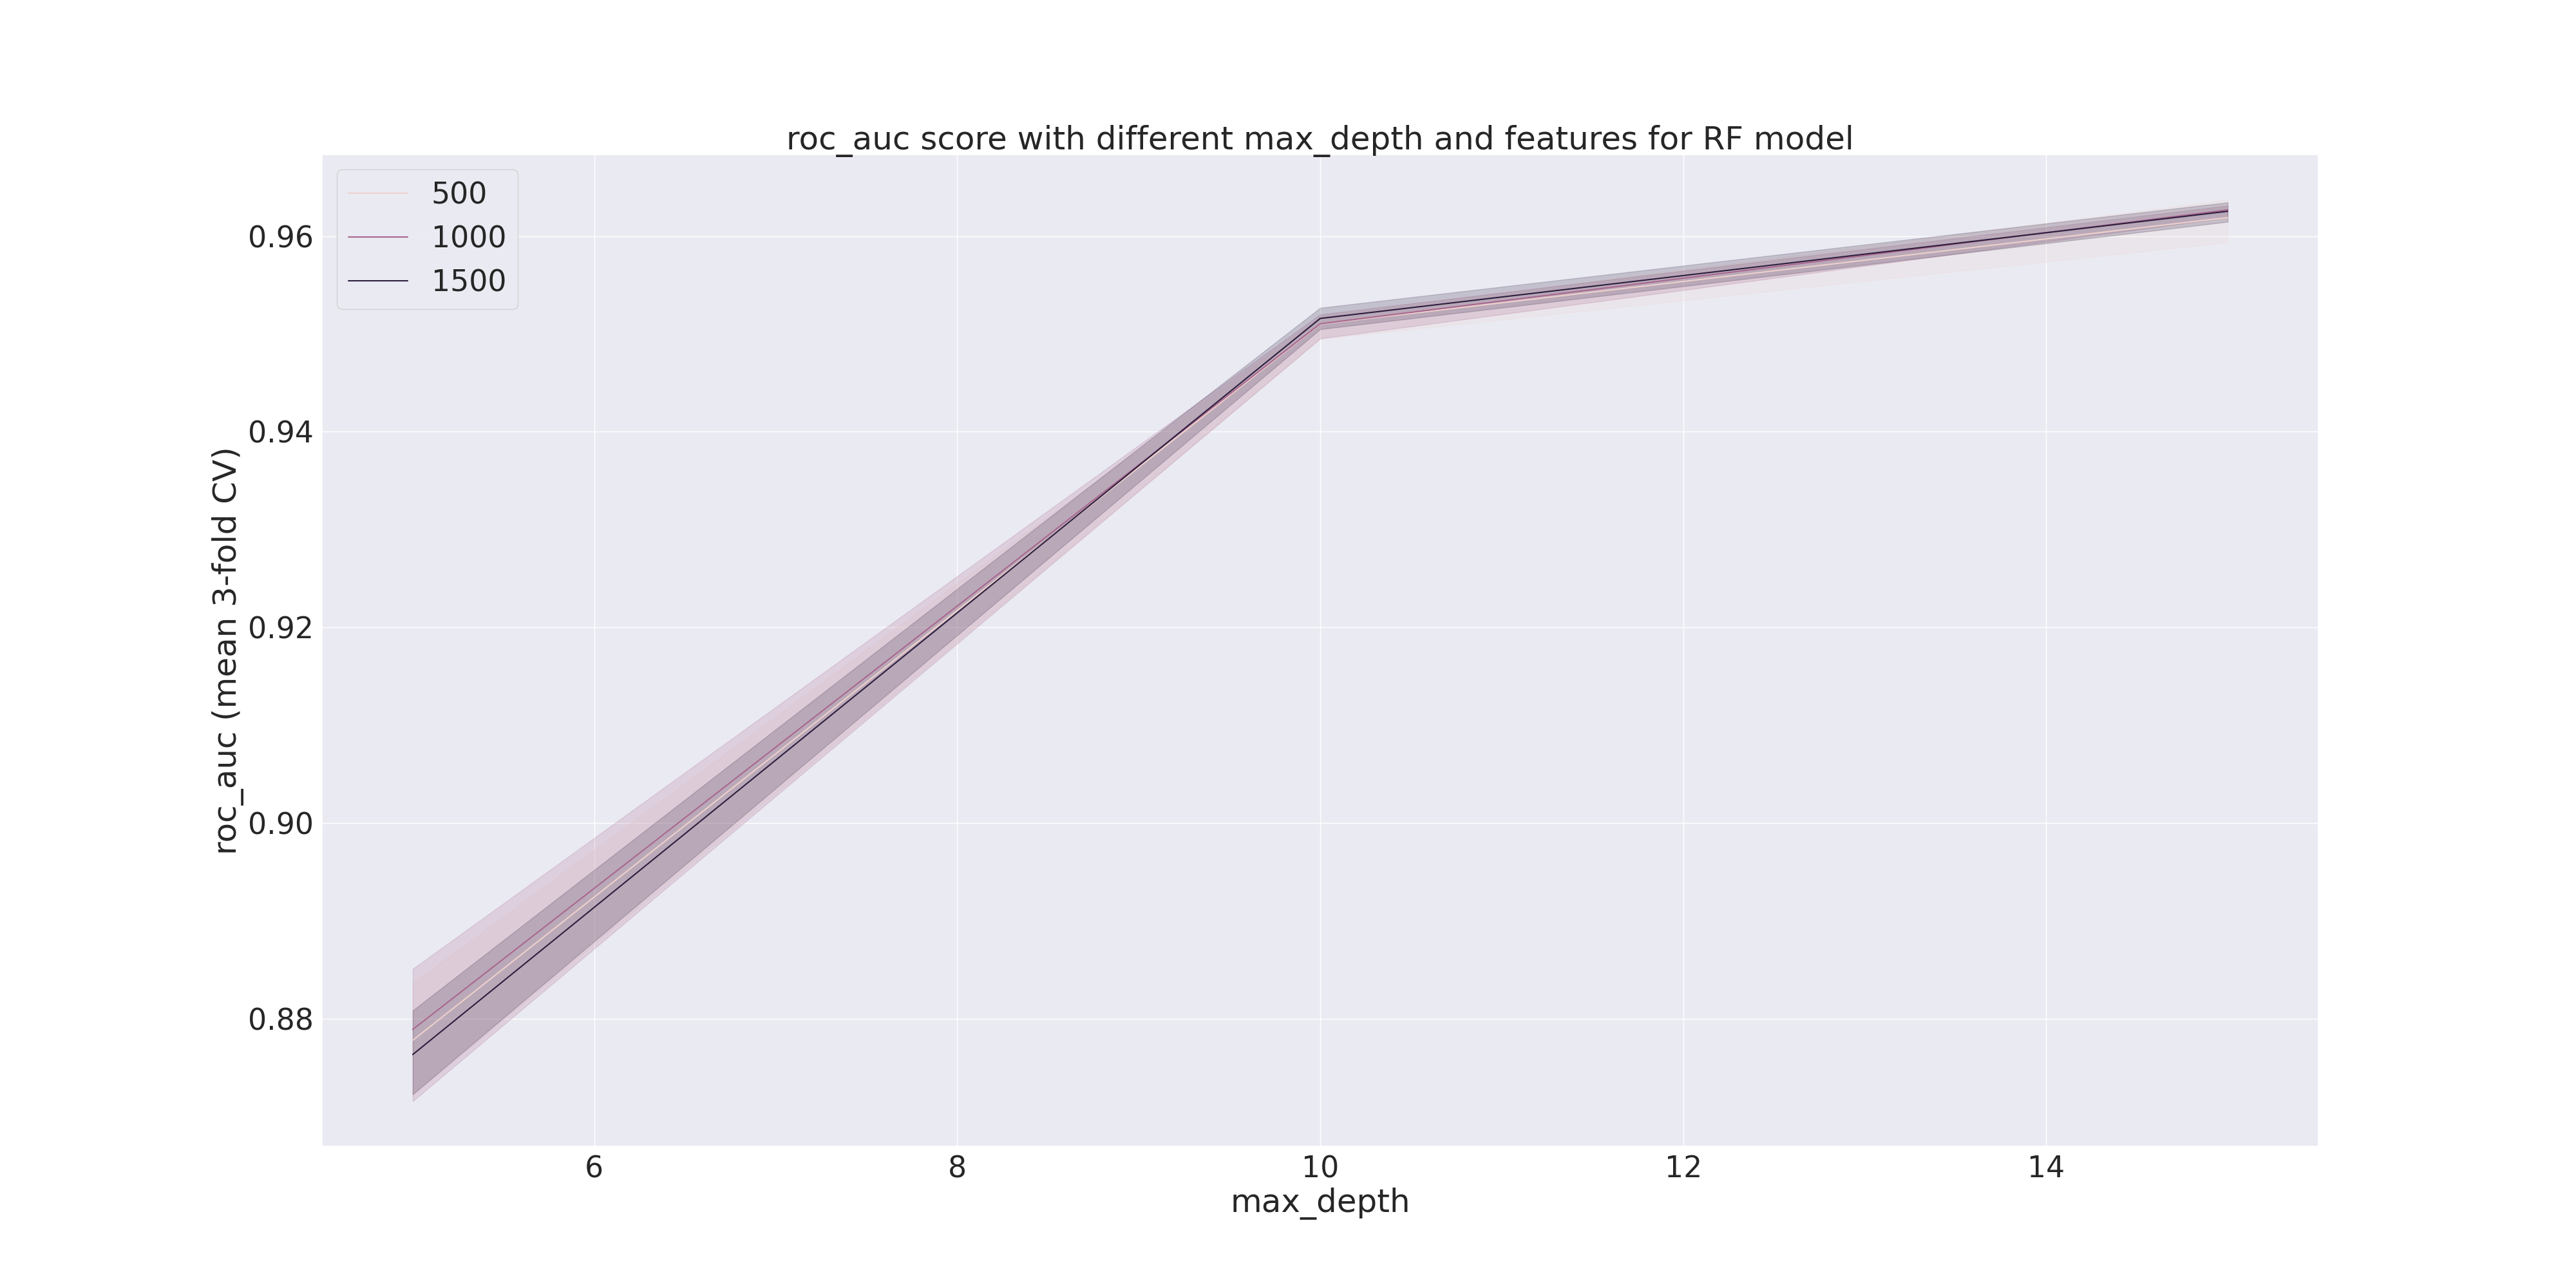 roc_auc score with different max_depth and features for RF model
500
1000
1500
0.96
0.94
0.92
0.90
0.88
roc_auc (mean 3-fold CV)
6 8 10 12 14
max_depth